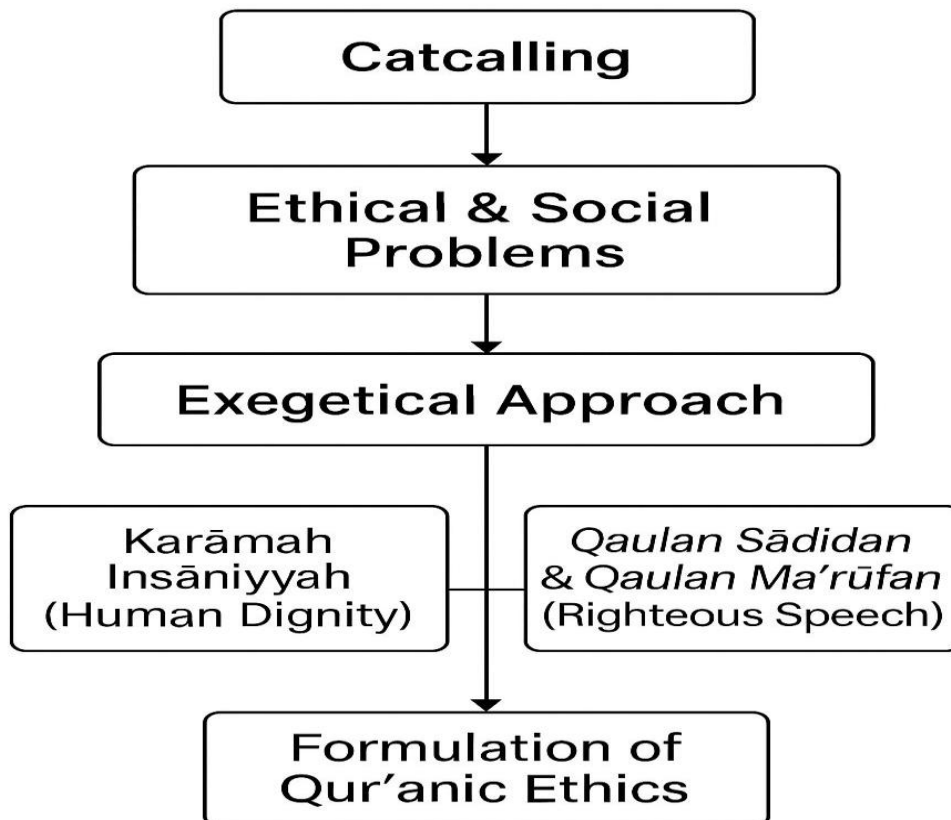 Catcalling
Ethical & Social
Problems
Exegetical Approach
Karāmah
Insāniyyah
(Human Dignity)
Qaulan Sādidan
& Qaulan Ma′rūfan
(Righteous Speech)
Formulation of
Qur′anic Ethics